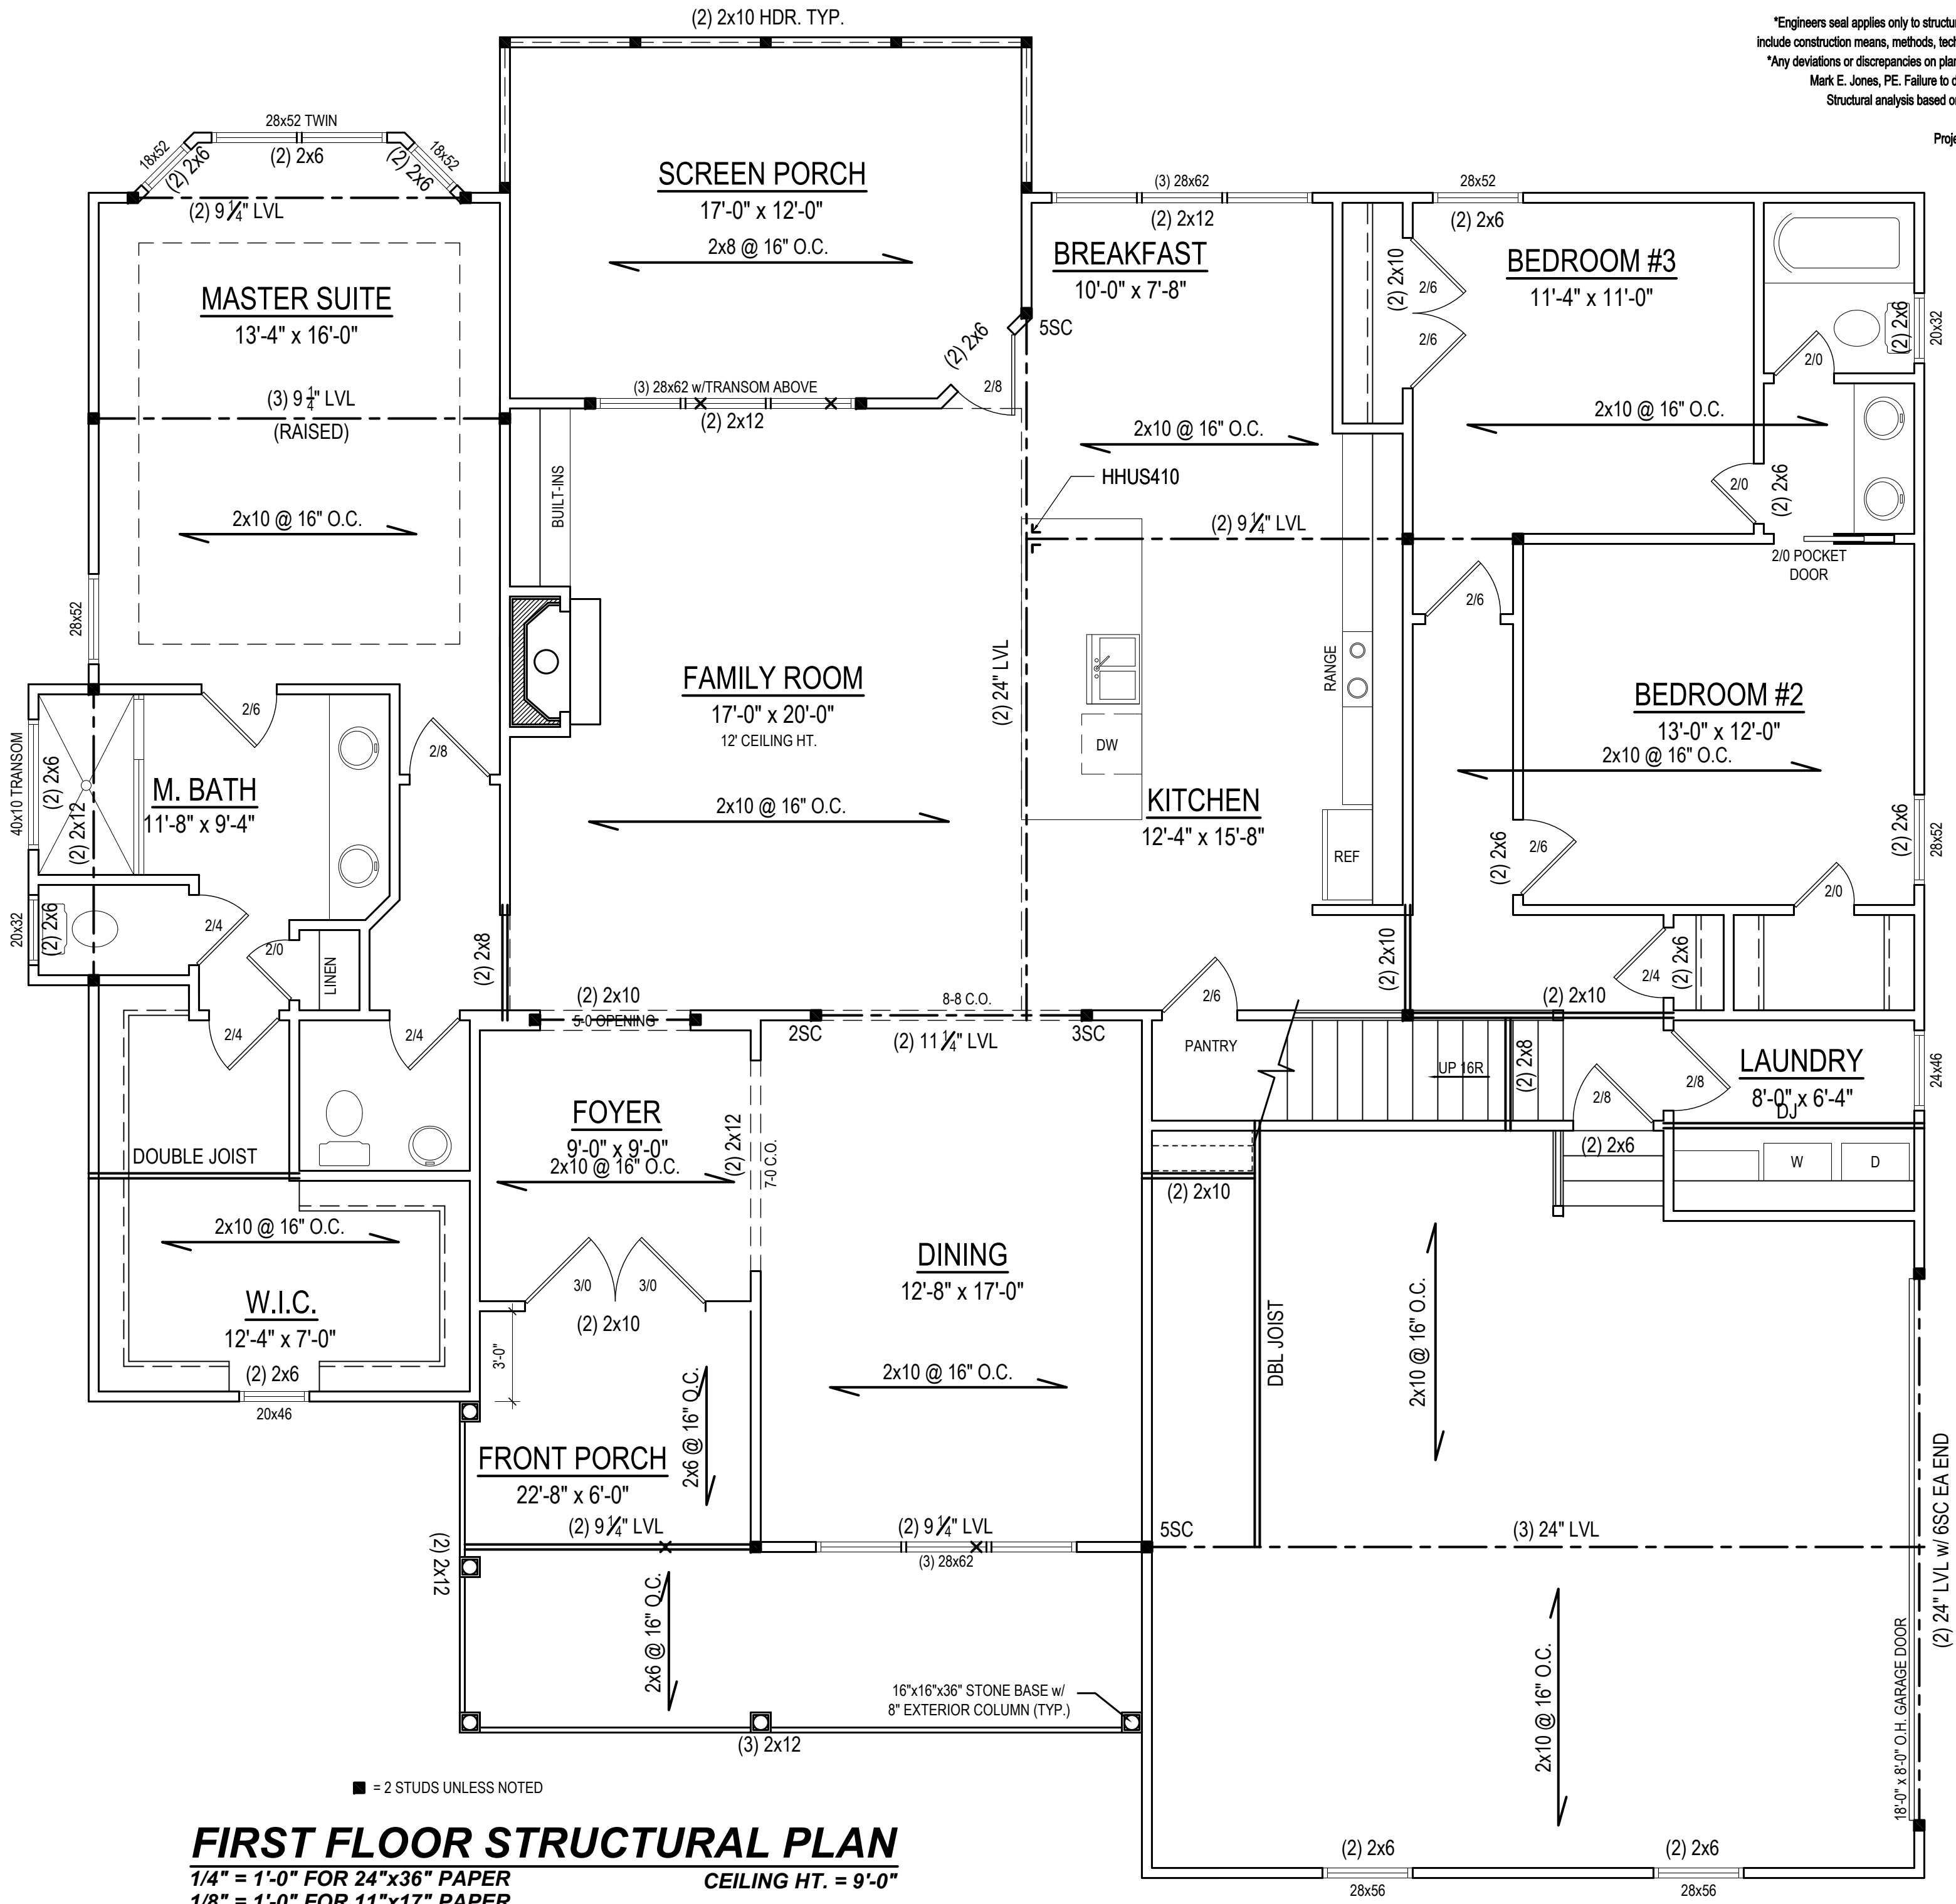 (2) 2x10 HDR. TYP.
*Engineers seal applies only to structu
include construction means, methods, tech
*Any deviations or discrepancies on plan
Mark E. Jones, PE. Failure to d
Structural analysis based o
Proje
28x52 TWIN
18x52
(2) 2x6
(2) 2x6
(2) 2x6
18x52
(2) 9 1/4" LVL
SCREEN PORCH
17'-0" x 12'-0"
2x8 @ 16" O.C.
(3) 28x62
(2) 2x12
BREAKFAST
10'-0" x 7'-8"
28x52
(2) 2x6
(2) 2x10
BEDROOM #3
11'-4" x 11'-0"
2/6
2/6
(2) 2x6
20x32
2/0
MASTER SUITE
13'-4" x 16'-0"
(3) 9 1/4" LVL
(RAISED)
2x10 @ 16" O.C.
28x52
(2) 2x6
5SC
2/8
(3) 28x62 w/TRANSOM ABOVE
(2) 2x12
2x10 @ 16" O.C.
2x10 @ 16" O.C.
HHUS410
(2) 9 1/4" LVL
BUILT-INS
2/0
(2) 2x6
2/0 POCKET
DOOR
2/6
(2) 24" LVL
FAMILY ROOM
17'-0" x 20'-0"
12' CEILING HT.
2x10 @ 16" O.C.
DW
RANGE
KITCHEN
12'-4" x 15'-8"
REF
BEDROOM #2
13'-0" x 12'-0"
2x10 @ 16" O.C.
(2) 2x6
2/6
(2) 2x6
28x52
2/0
2/6
2/8
40x10 TRANSOM
(2) 2x6
(2) 2x12
M. BATH
11'-8" x 9'-4"
20x32
(2) 2x6
2/4
2/0
LINEN
(2) 2x8
2/4
2/4
(2) 2x10
5-0 OPENING
8-8 C.O.
2SC
(2) 11 1/4" LVL
3SC
2/6
PANTRY
(2) 2x10
(2) 2x10
2/4
(2) 2x6
UP 16R
(2) 2x8
2/8
2/8
LAUNDRY
8'-0" x 6'-4"
DJ
24x46
(2) 2x6
W
D
FOYER
9'-0" x 9'-0"
2x10 @ 16" O.C.
(2) 2x12
7-0 C.O.
DOUBLE JOIST
2x10 @ 16" O.C.
W.I.C.
12'-4" x 7'-0"
(2) 2x6
20x46
3/0
3/0
(2) 2x10
3'-0"
(2) 2x10
DINING
12'-8" x 17'-0"
2x10 @ 16" O.C.
DBL JOIST
2x10 @ 16" O.C.
FRONT PORCH
22'-8" x 6'-0"
2x6 @ 16" O.C.
(2) 9 1/4" LVL
(2) 9 1/4" LVL
(3) 28x62
5SC
(3) 24" LVL
(2) 24" LVL w/ 6SC EA END
(2) 2x12
2x6 @ 16" O.C.
16"x16"x36" STONE BASE w/
8" EXTERIOR COLUMN (TYP.)
(3) 2x12
2x10 @ 16" O.C.
18'-0" x 8'-0" O.H. GARAGE DOOR
(2) 2x6
(2) 2x6
28x56
28x56
= 2 STUDS UNLESS NOTED
FIRST FLOOR STRUCTURAL PLAN
1/4" = 1'-0" FOR 24"x36" PAPER
CEILING HT. = 9'-0"
1/8" = 1'-0" FOR 11"x17" PAPER